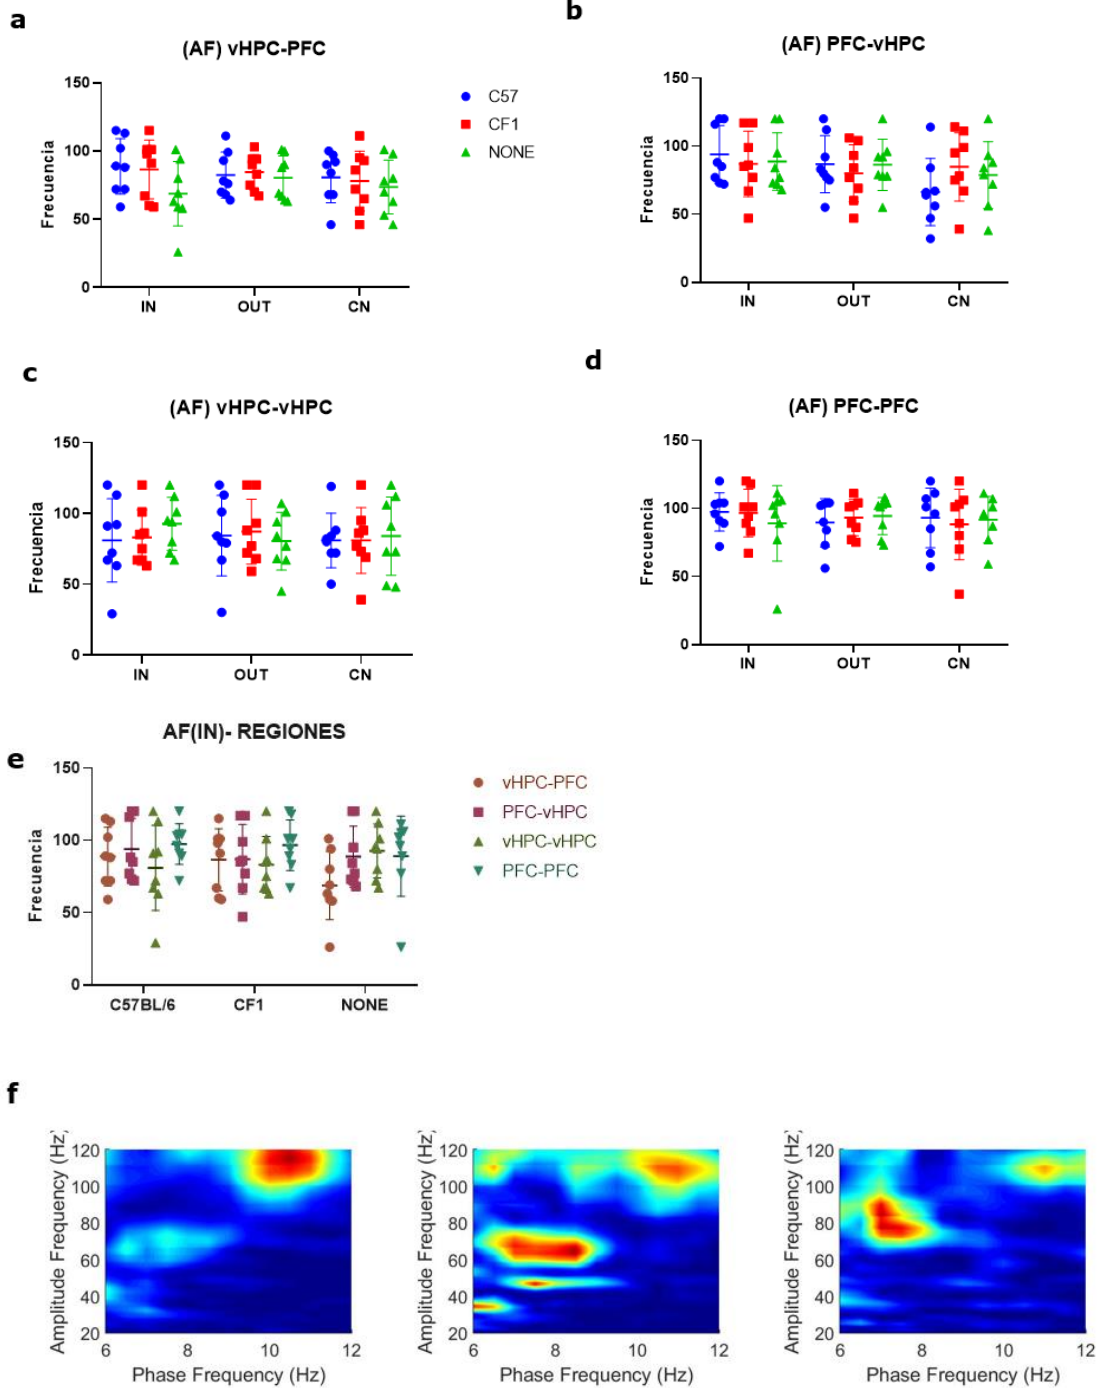 a
(AF) vHPC-PFC
Frecuencia
150
100
50
0
IN OUT CN
C57
CF1
NONE
b
(AF) PFC-vHPC
Frecuencia
150
100
50
0
IN OUT CN
c
(AF) vHPC-vHPC
Frecuencia
150
100
50
0
IN OUT CN
d
(AF) PFC-PFC
Frecuencia
150
100
50
0
IN OUT CN
e
AF(IN)- REGIONES
Frecuencia
150
100
50
0
C57BL/6 CF1 NONE
vHPC-PFC
PFC-vHPC
vHPC-vHPC
PFC-PFC
f
Amplitude Frequency (Hz)
120
100
80
60
40
20
6 8 10 12
Phase Frequency (Hz)
Amplitude Frequency (Hz)
120
100
80
60
40
20
6 8 10 12
Phase Frequency (Hz)
Amplitude Frequency (Hz)
120
100
80
60
40
20
6 8 10 12
Phase Frequency (Hz)